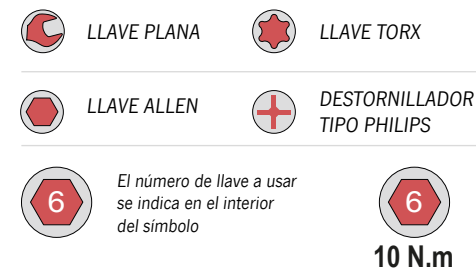 LLAVE PLANA
LLAVE TORX
LLAVE ALLEN
DESTORNILLADOR
TIPO PHILIPS
6
El número de llave a usar
se indica en el interior
del símbolo
6
10 N.m